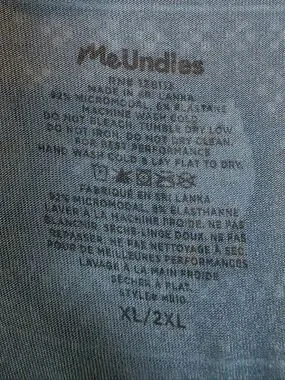 MeUndies
MADE IN SRI LANKA
92% MICROMODAL, 8% ELASTANE
MACHINE WASH COLD.
DO NOT BLEACH. TUMBLE DRY LOW.
DO NOT IRON. DO NOT DRY CLEAN.
FOR BEST PERFORMANCE
HAND WASH COLD & LAY FLAT TO DRY.
FABRIQUÉ EN SRI LANKA
92% MICROMODAL, 8% ELASTHANNE
LAVER À LA MACHINE FROIDE. NE PAS
BLANCHIR. SÈCHE-LINGE DOUX. NE PAS
REPASSER. NE PAS NETTOYAGE À SEC.
POUR DE MEILLEURES PERFORMANCES
LAVAGE À LA MAIN FROIDE
SÉCHER À PLAT.
XL/2XL